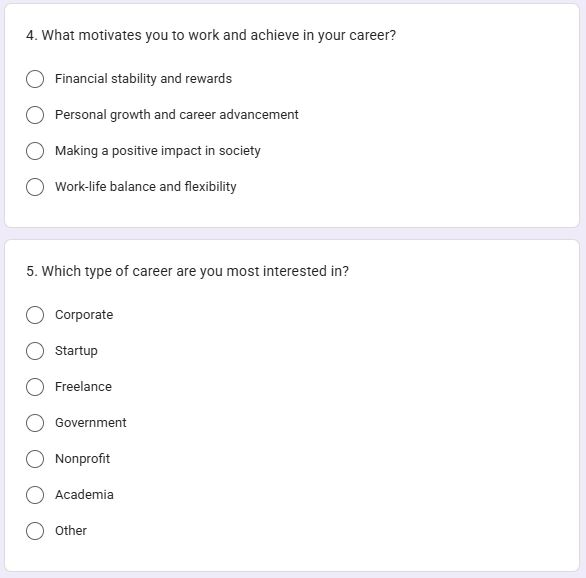 4. What motivates you to work and achieve in your career?
Financial stability and rewards
Personal growth and career advancement
Making a positive impact in society
Work-life balance and flexibility
5. Which type of career are you most interested in?
Corporate
Startup
Freelance
Government
Nonprofit
Academia
Other